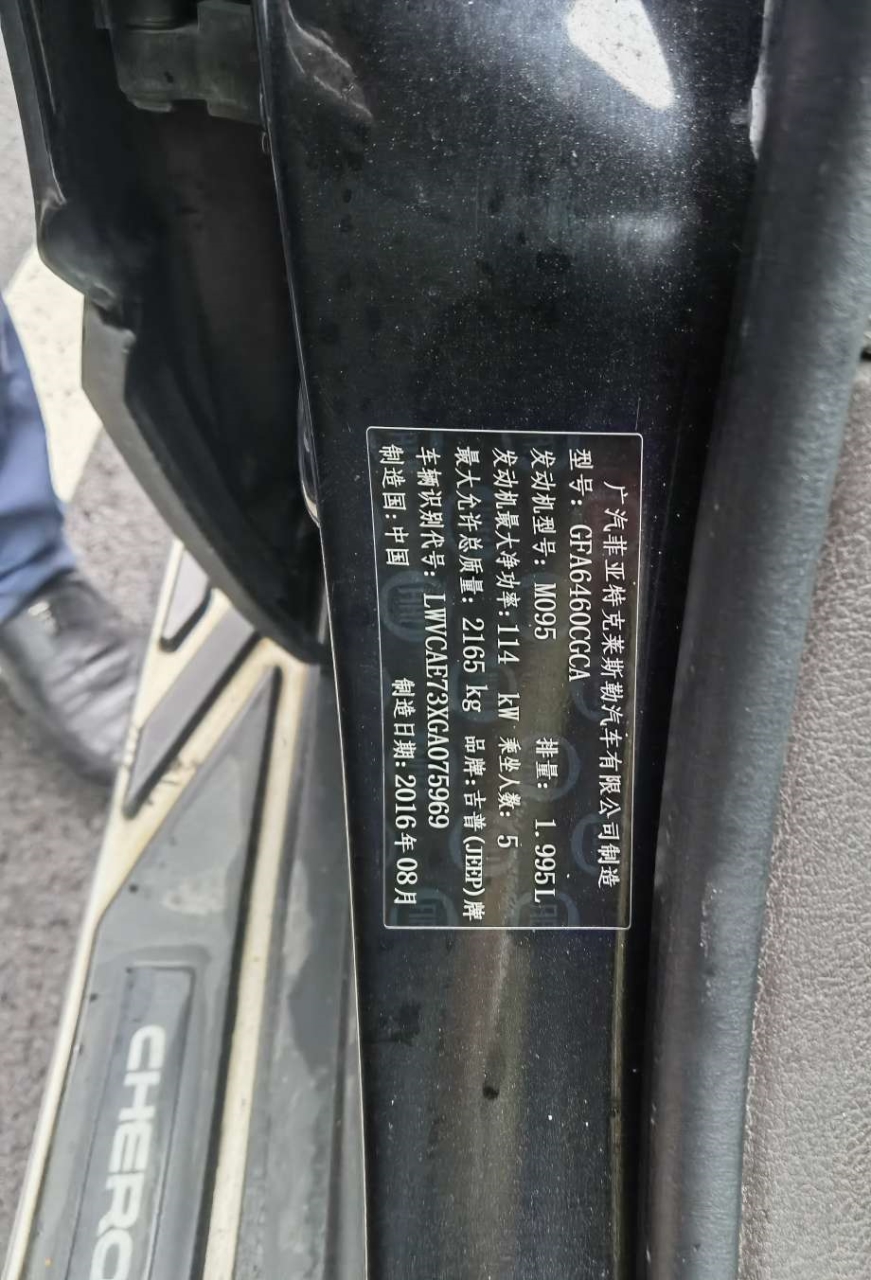 广汽菲亚特克莱斯勒汽车有限公司制造
型号: GFA6460CGCA
发动机型号: M095 排量: 1.995L
发动机最大净功率:114 kW 乘坐人数: 5
最大允许总质量: 2165 kg 品牌:吉普(JEEP)牌
车辆识别代号: LWVCAE73XGA075969
制造国:中国 制造日期:2016年08月
CHERO